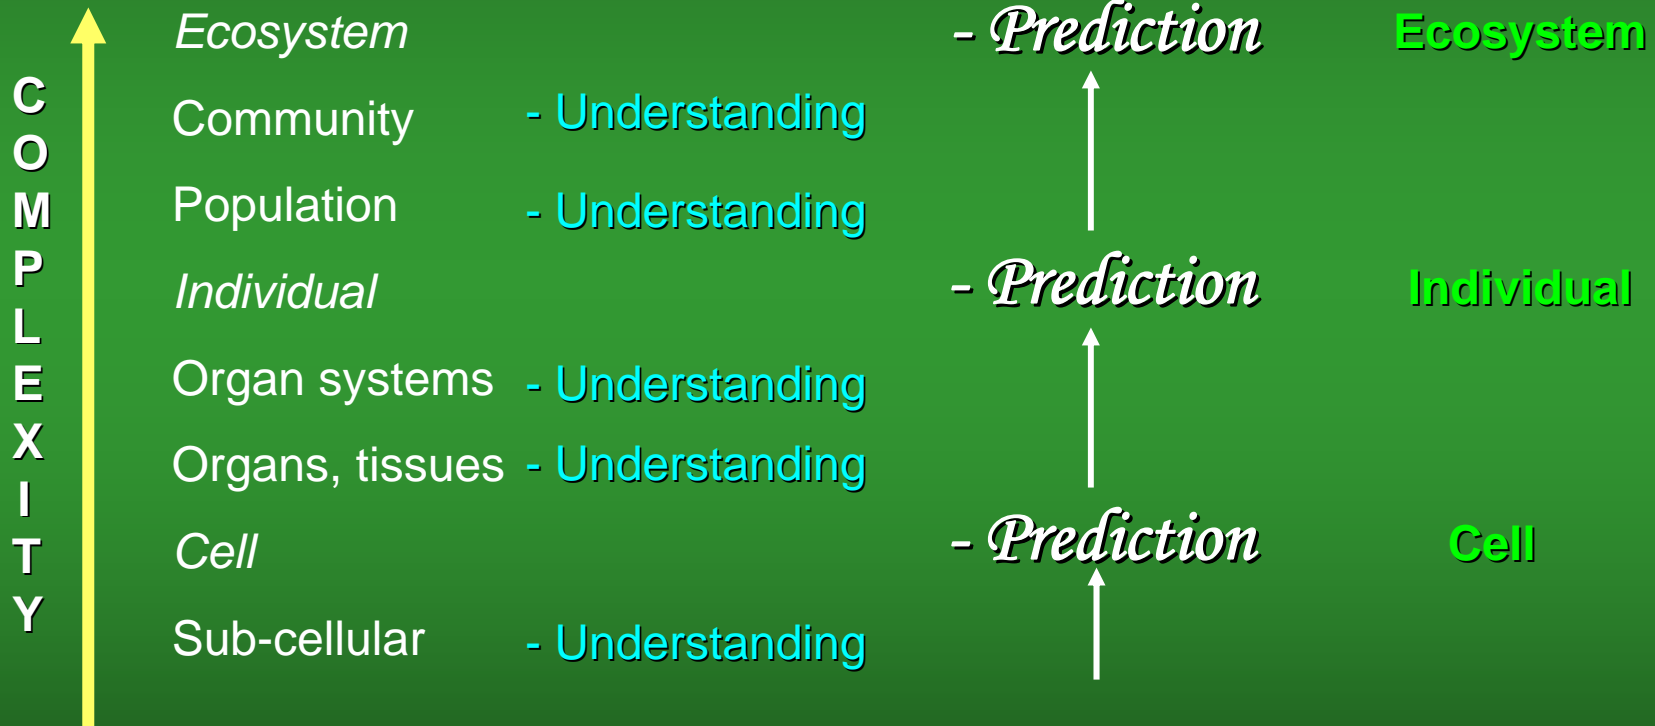 COMPLEXITY
Ecosystem - Prediction Ecosystem
Community - Understanding
Population - Understanding
Individual - Prediction Individual
Organ systems - Understanding
Organs, tissues - Understanding
Cell - Prediction Cell
Sub-cellular - Understanding